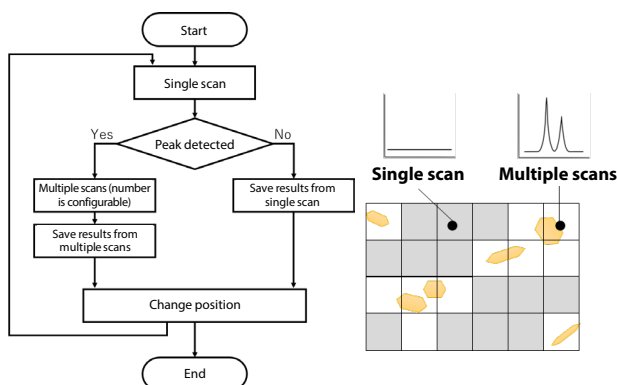 Start
Single scan
Yes
Peak detected
No
Multiple scans (number
is configurable)
Save results from
single scan
Save results from
multiple scans
Change position
End
Single scan
Multiple scans